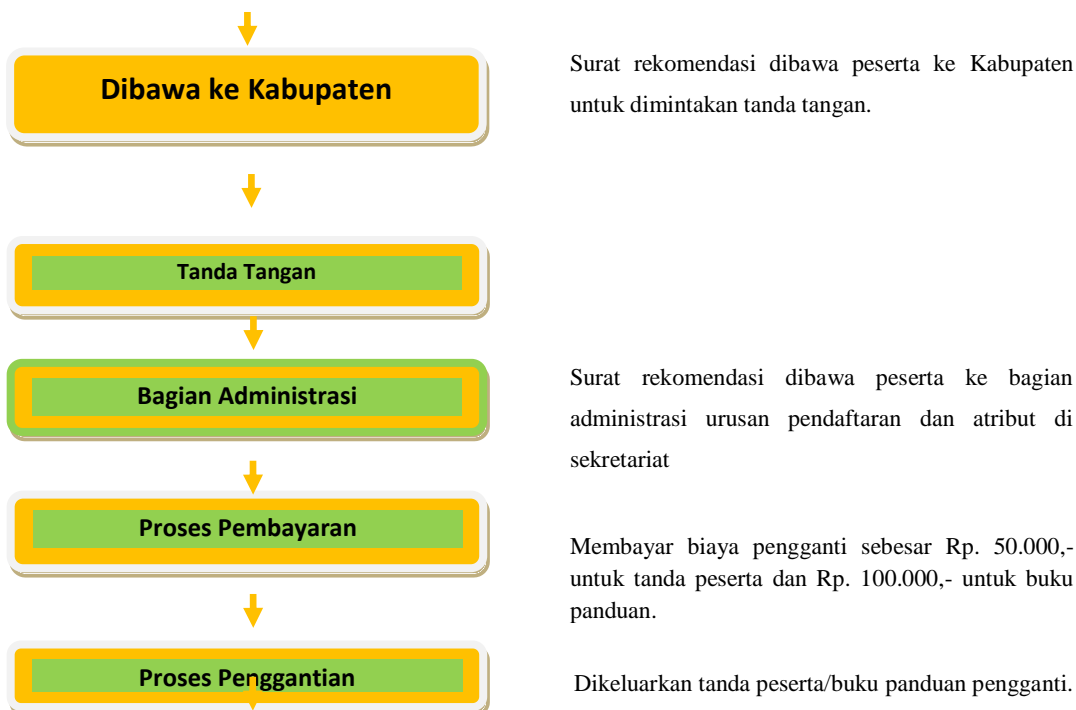 Dibawa ke Kabupaten
Surat rekomendasi dibawa peserta ke Kabupaten
untuk dimintakan tanda tangan.
Tanda Tangan
Bagian Administrasi
Surat rekomendasi dibawa peserta ke bagian
administrasi urusan pendaftaran dan atribut di
sekretariat
Proses Pembayaran
Membayar biaya pengganti sebesar Rp. 50.000,-
untuk tanda peserta dan Rp. 100.000,- untuk buku
panduan.
Proses Penggantian
Dikeluarkan tanda peserta/buku panduan pengganti.